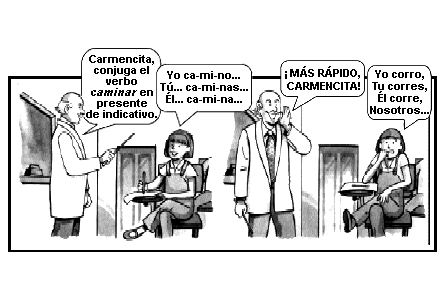 Carmencita,
conjuga el
verbo
caminar en
presente
de indicativo.
Yo ca-mi-no...
Tú... ca-mi-nas...
Él... ca-mi-na...
¡MÁS RÁPIDO,
CARMENCITA!
Yo corro,
Tu corres,
Él corre,
Nosotros...